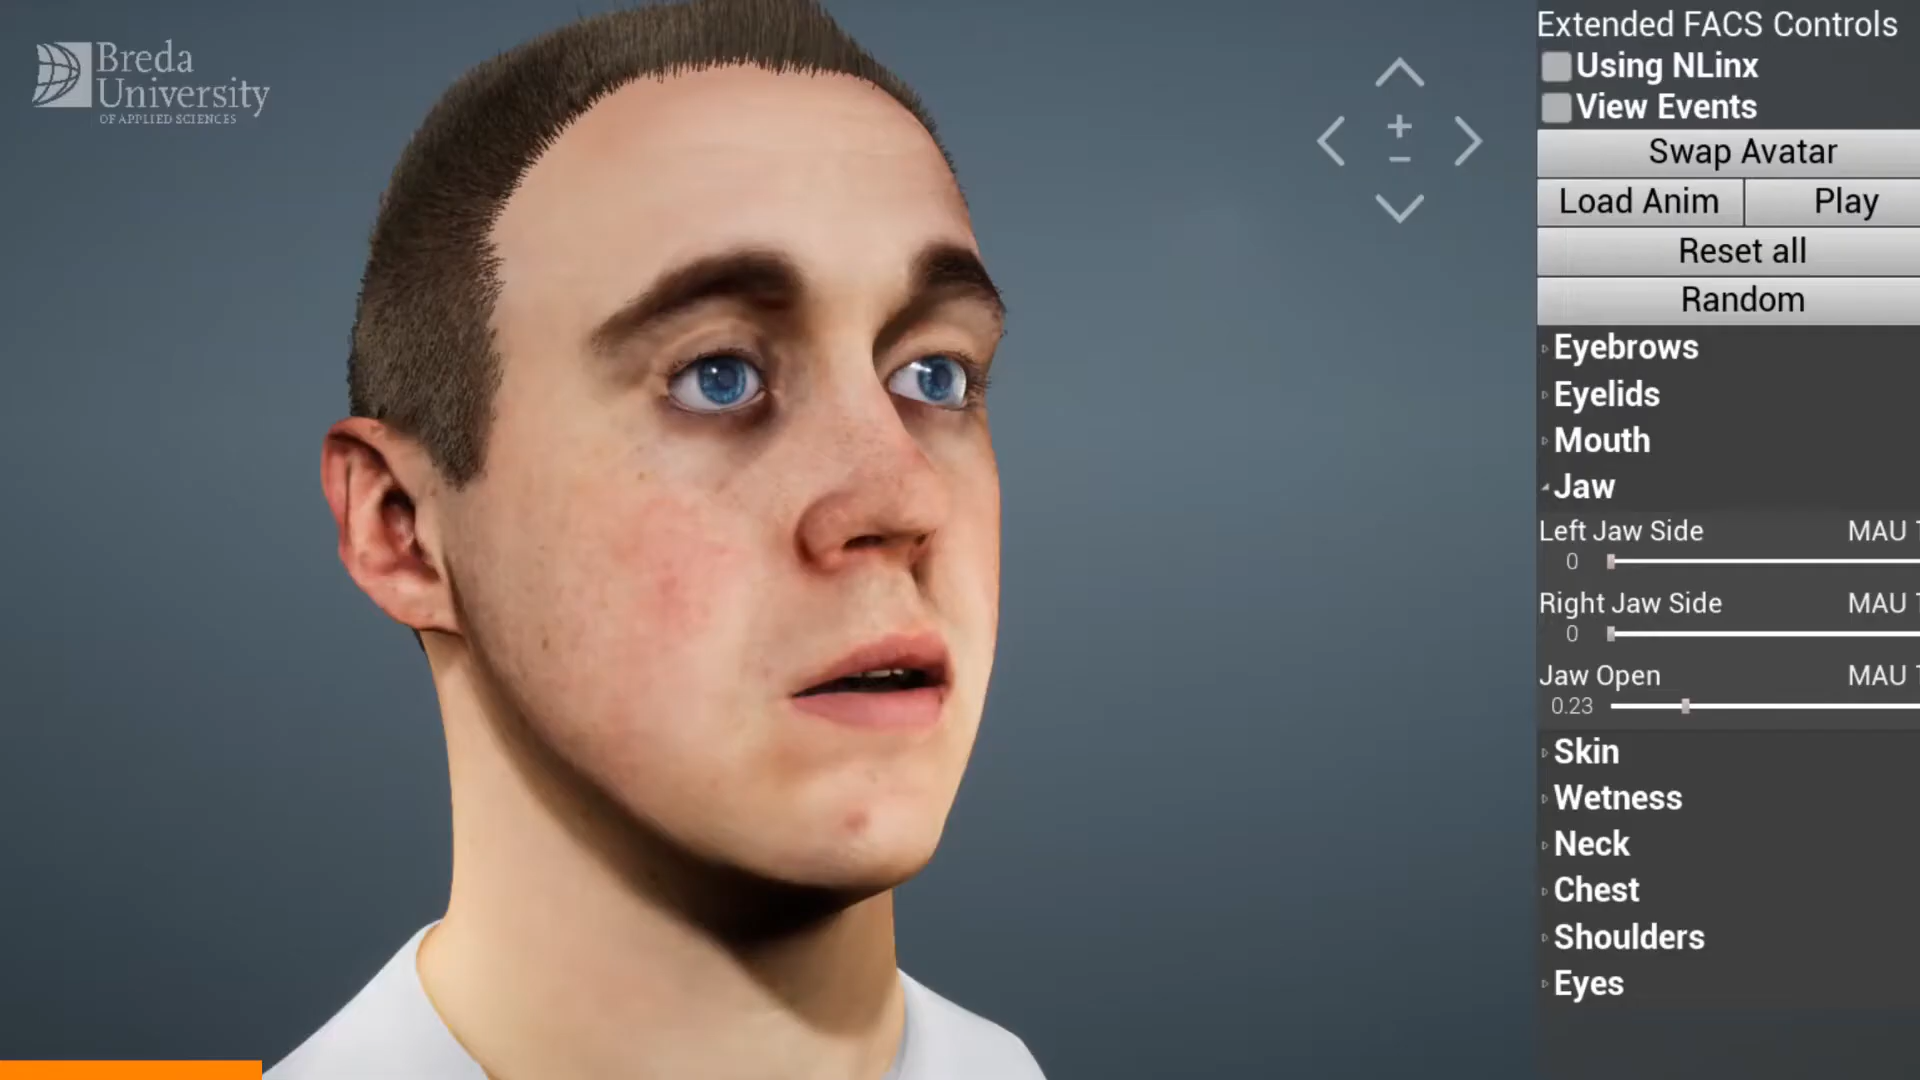 Breda
University
OF APPLIED SCIENCES
Extended FACS Controls
Using NLinx
View Events
Swap Avatar
Load Anim Play
Reset all
Random
Eyebrows
Eyelids
Mouth
Jaw
Left Jaw Side MAU
0
Right Jaw Side MAU
0
Jaw Open MAU
0.23
Skin
Wetness
Neck
Chest
Shoulders
Eyes